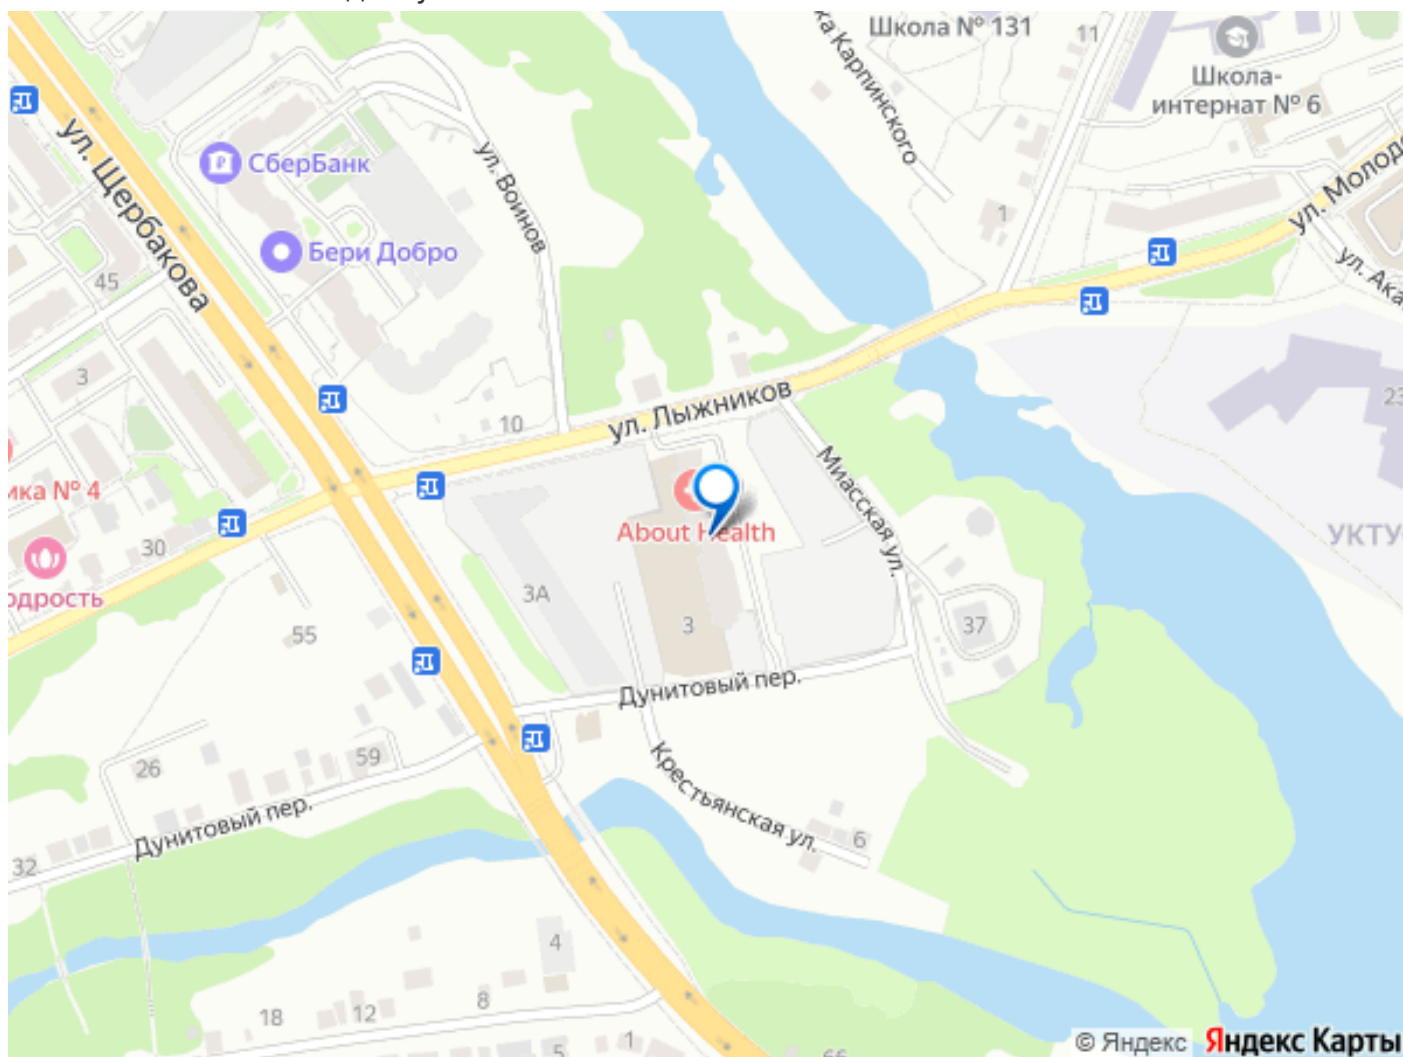 Школа № 131
11
ка Карпинского
Школа-
интернат № 6
ул. Щербакова
СберБанк
ул. Воинов
1
ул. Молод
Бери Добро
45
ул. Ака
3
10
ул. Лыжников
23
ика № 4
Миасская ул.
About Health
УКТУ
30
одрость
3А
3
37
55
Дунитовый пер.
59
26
Крестьянская ул.
Дунитовый пер.
6
32
4
8
18
12
1
5
66
© Яндекс
Яндекс Карты